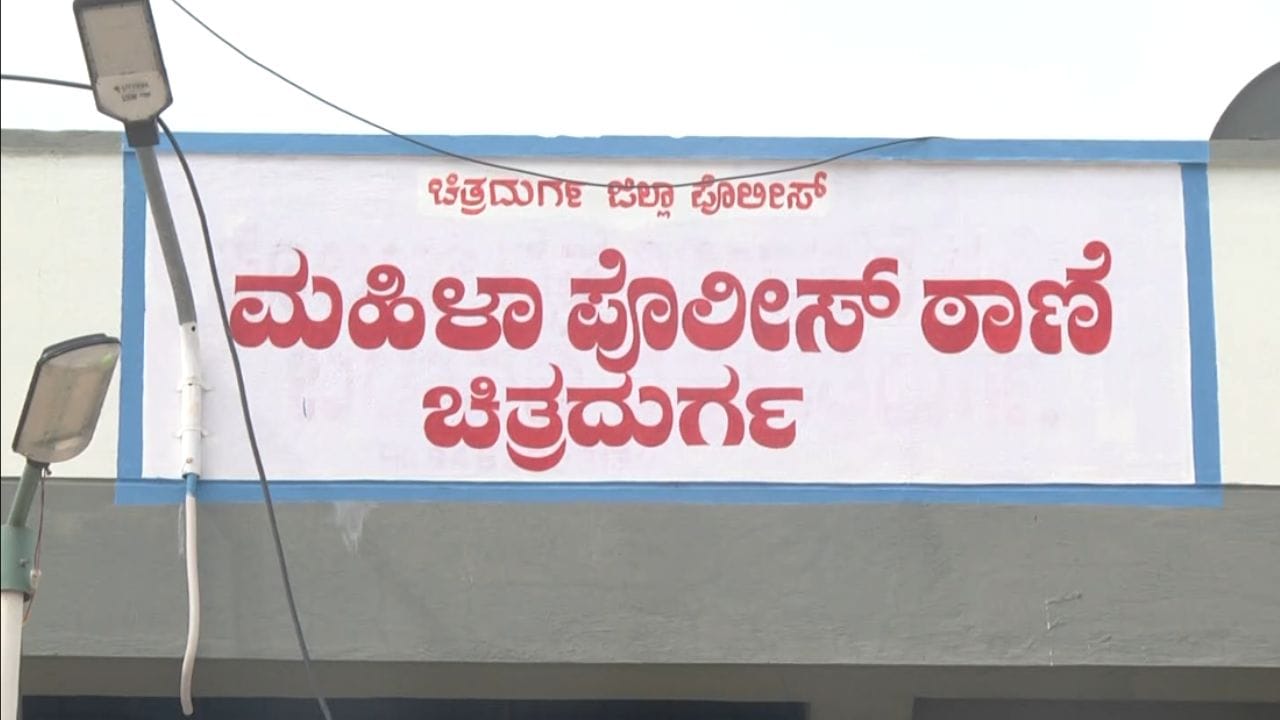 ಚಿತ್ರದುರ್ಗ ಜಿಲ್ಲಾ ಪೊಲೀಸ್
ಮಹಿಳಾ ಪೊಲೀಸ್ ಠಾಣೆ
ಚಿತ್ರದುರ್ಗ